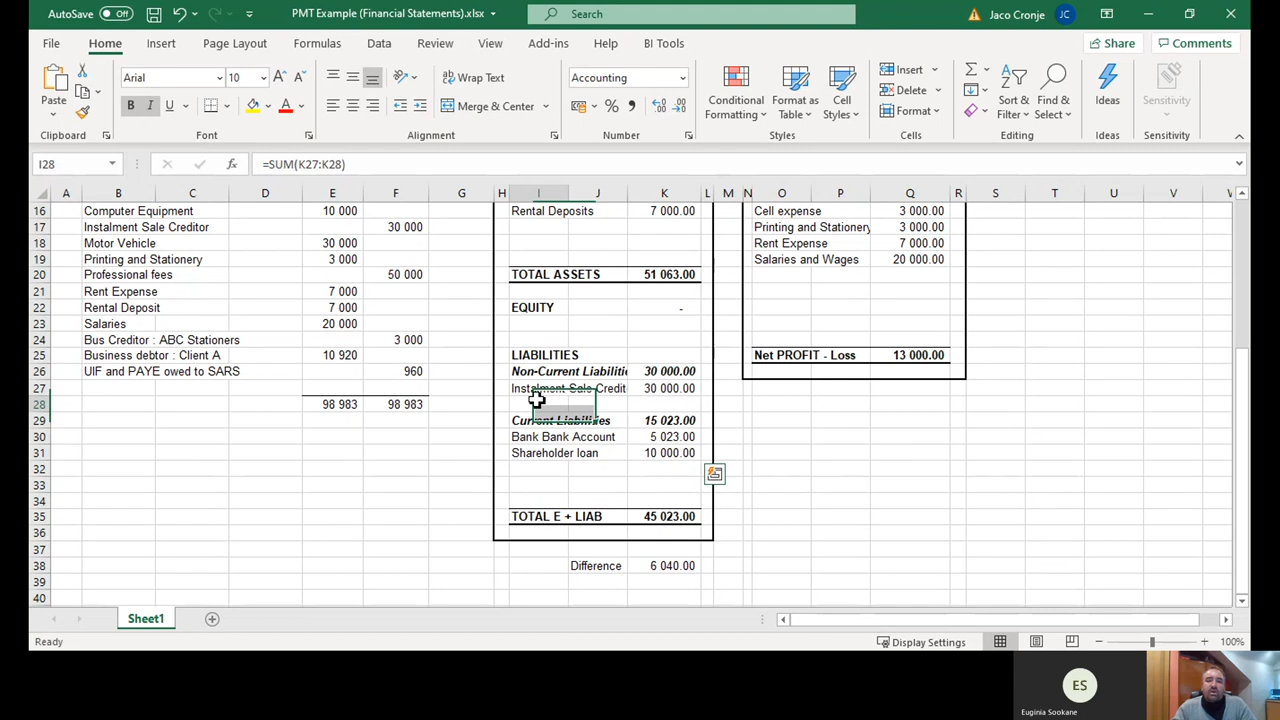 AutoSave Off
PMT Example (Financial Statements).xlsx
Search
Jaco Cronje JC
File Home Insert Page Layout Formulas Data Review View Add-ins Help BI Tools Share Comments
Paste
Clipboard
Arial 10
B I U
Font
Wrap Text
Merge & Center
Alignment
Accounting
Number
Conditional Formatting
Format as Table
Cell Styles
Styles
Insert
Delete
Format
Cells
Sort & Filter
Find & Select
Editing
Ideas
Ideas
Sensitivity
Sensitivity
I28 fx =SUM(K27:K28)
A B C D E F G H I J K L M N O P Q R S T U V
16 Computer Equipment 10 000 Rental Deposits 7 000.00 Cell expense 3 000.00
17 Instalment Sale Creditor 30 000 Printing and Stationery 3 000.00
18 Motor Vehicle 30 000 Rent Expense 7 000.00
19 Printing and Stationery 3 000 Salaries and Wages 20 000.00
20 Professional fees 50 000 TOTAL ASSETS 51 063.00
21 Rent Expense 7 000
22 Rental Deposit 7 000 EQUITY -
23 Salaries 20 000
24 Bus Creditor : ABC Stationers 3 000
25 Business debtor : Client A 10 920 LIABILITIES Net PROFIT - Loss 13 000.00
26 UIF and PAYE owed to SARS 960 Non-Current Liabilitie 30 000.00
27 Instalment Sale Credit 30 000.00
28 98 983 98 983
29 Current Liabilities 15 023.00
30 Bank Bank Account 5 023.00
31 Shareholder loan 10 000.00
32
33
34
35 TOTAL E + LIAB 45 023.00
36
37
38 Difference 6 040.00
39
40
Sheet1
Ready Display Settings 100%
ES
Euginia Sookane